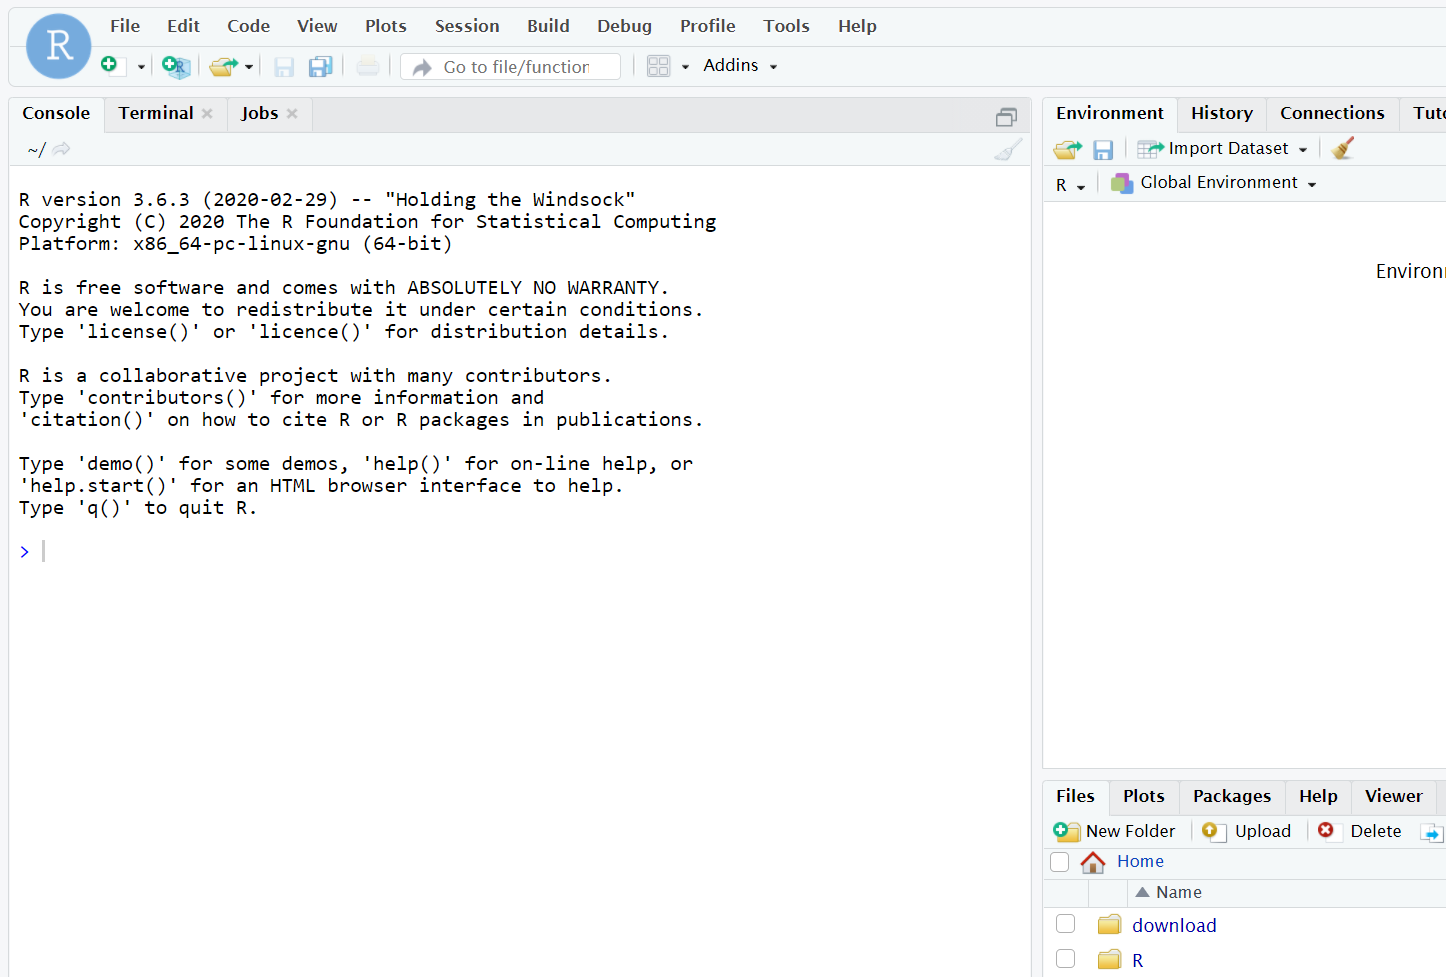 File Edit Code View Plots Session Build Debug Profile Tools Help
R
R
Go to file/function
Addins
Console Terminal Jobs
~/
R version 3.6.3 (2020-02-29) -- "Holding the Windsock"
Copyright (C) 2020 The R Foundation for Statistical Computing
Platform: x86_64-pc-linux-gnu (64-bit)
R is free software and comes with ABSOLUTELY NO WARRANTY.
You are welcome to redistribute it under certain conditions.
Type 'license()' or 'licence()' for distribution details.
R is a collaborative project with many contributors.
Type 'contributors()' for more information and
'citation()' on how to cite R or R packages in publications.
Type 'demo()' for some demos, 'help()' for on-line help, or
'help.start()' for an HTML browser interface to help.
Type 'q()' to quit R.
>
Environment History Connections Tuto
Import Dataset
R Global Environment
Environ
Files Plots Packages Help Viewer
New Folder Upload Delete
Home
Name
download
R